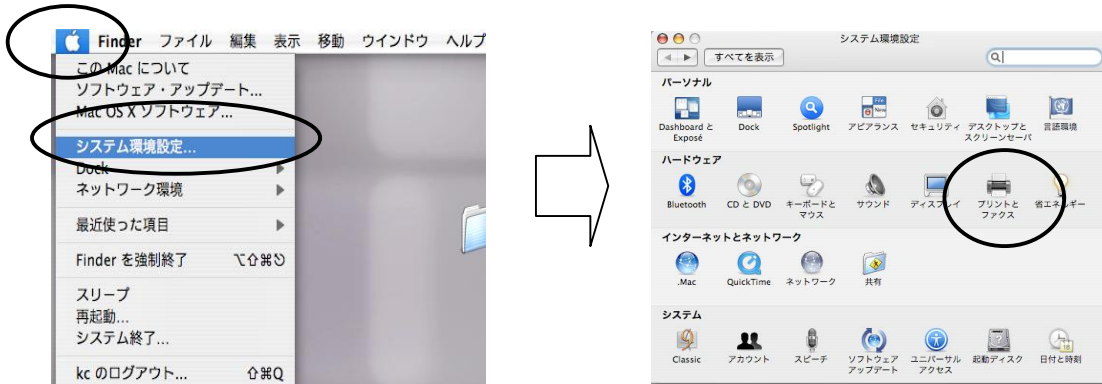 Finder ファイル 編集 表示 移動 ウインドウ ヘルプ
この Mac について
ソフトウェア・アップデート...
Mac OS X ソフトウェア...
システム環境設定...
Dock
ネットワーク環境
最近使った項目
Finder を強制終了 ⌥⇧⌘⎋
スリープ
再起動...
システム終了...
kc のログアウト... ⇧⌘Q
システム環境設定
すべてを表示
パーソナル
Dashboard と
Exposé
Dock
Spotlight
アピアランス
セキュリティ
デスクトップと
スクリーンセーバ
言語環境
ハードウェア
Bluetooth
CD と DVD
キーボードと
マウス
サウンド
ディスプレイ
プリントと
ファクス
省エネルギー
インターネットとネットワーク
.Mac
QuickTime
ネットワーク
共有
システム
Classic
アカウント
スピーチ
ソフトウェア
アップデート
ユニバーサル
アクセス
起動ディスク
日付と時刻